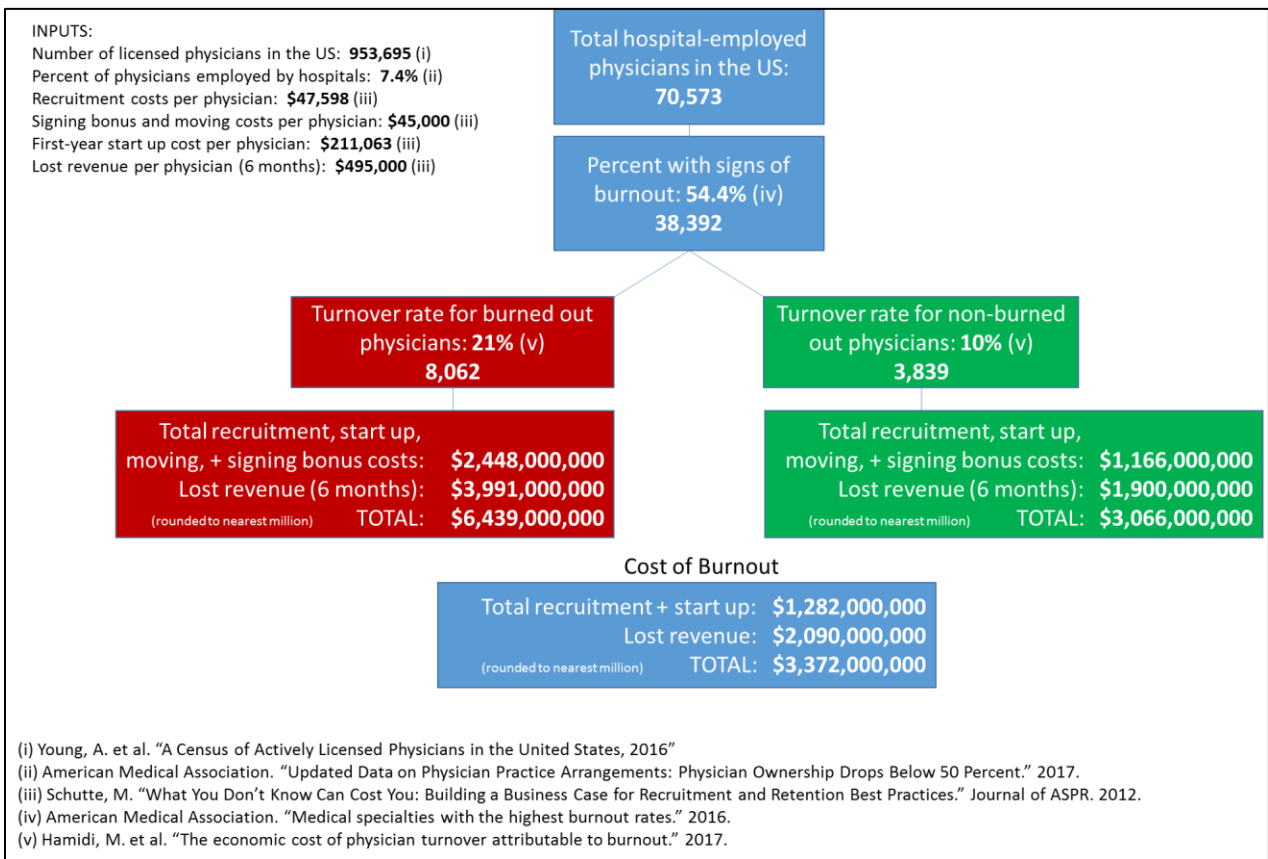 INPUTS:
Number of licensed physicians in the US: 953,695 (i)
Percent of physicians employed by hospitals: 7.4% (ii)
Recruitment costs per physician: $47,598 (iii)
Signing bonus and moving costs per physician: $45,000 (iii)
First-year start up cost per physician: $211,063 (iii)
Lost revenue per physician (6 months): $495,000 (iii)
Total hospital-employed
physicians in the US:
70,573
Percent with signs of
burnout: 54.4% (iv)
38,392
Turnover rate for burned out
physicians: 21% (v)
8,062
Turnover rate for non-burned
out physicians: 10% (v)
3,839
Total recruitment, start up,
moving, + signing bonus costs: $2,448,000,000
Lost revenue (6 months): $3,991,000,000
(rounded to nearest million) TOTAL: $6,439,000,000
Total recruitment, start up,
moving, + signing bonus costs: $1,166,000,000
Lost revenue (6 months): $1,900,000,000
(rounded to nearest million) TOTAL: $3,066,000,000
Cost of Burnout
Total recruitment + start up: $1,282,000,000
Lost revenue: $2,090,000,000
(rounded to nearest million) TOTAL: $3,372,000,000
(i) Young, A. et al. “A Census of Actively Licensed Physicians in the United States, 2016”
(ii) American Medical Association. “Updated Data on Physician Practice Arrangements: Physician Ownership Drops Below 50 Percent.” 2017.
(iii) Schutte, M. “What You Don’t Know Can Cost You: Building a Business Case for Recruitment and Retention Best Practices.” Journal of ASPR. 2012.
(iv) American Medical Association. “Medical specialties with the highest burnout rates.” 2016.
(v) Hamidi, M. et al. “The economic cost of physician turnover attributable to burnout.” 2017.